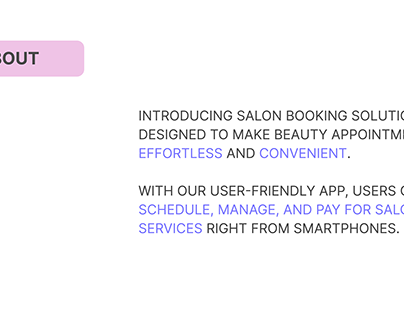 BOUT
INTRODUCING SALON BOOKING SOLUTIO
DESIGNED TO MAKE BEAUTY APPOINTME
EFFORTLESS AND CONVENIENT.
WITH OUR USER-FRIENDLY APP, USERS C
SCHEDULE, MANAGE, AND PAY FOR SALO
SERVICES RIGHT FROM SMARTPHONES.